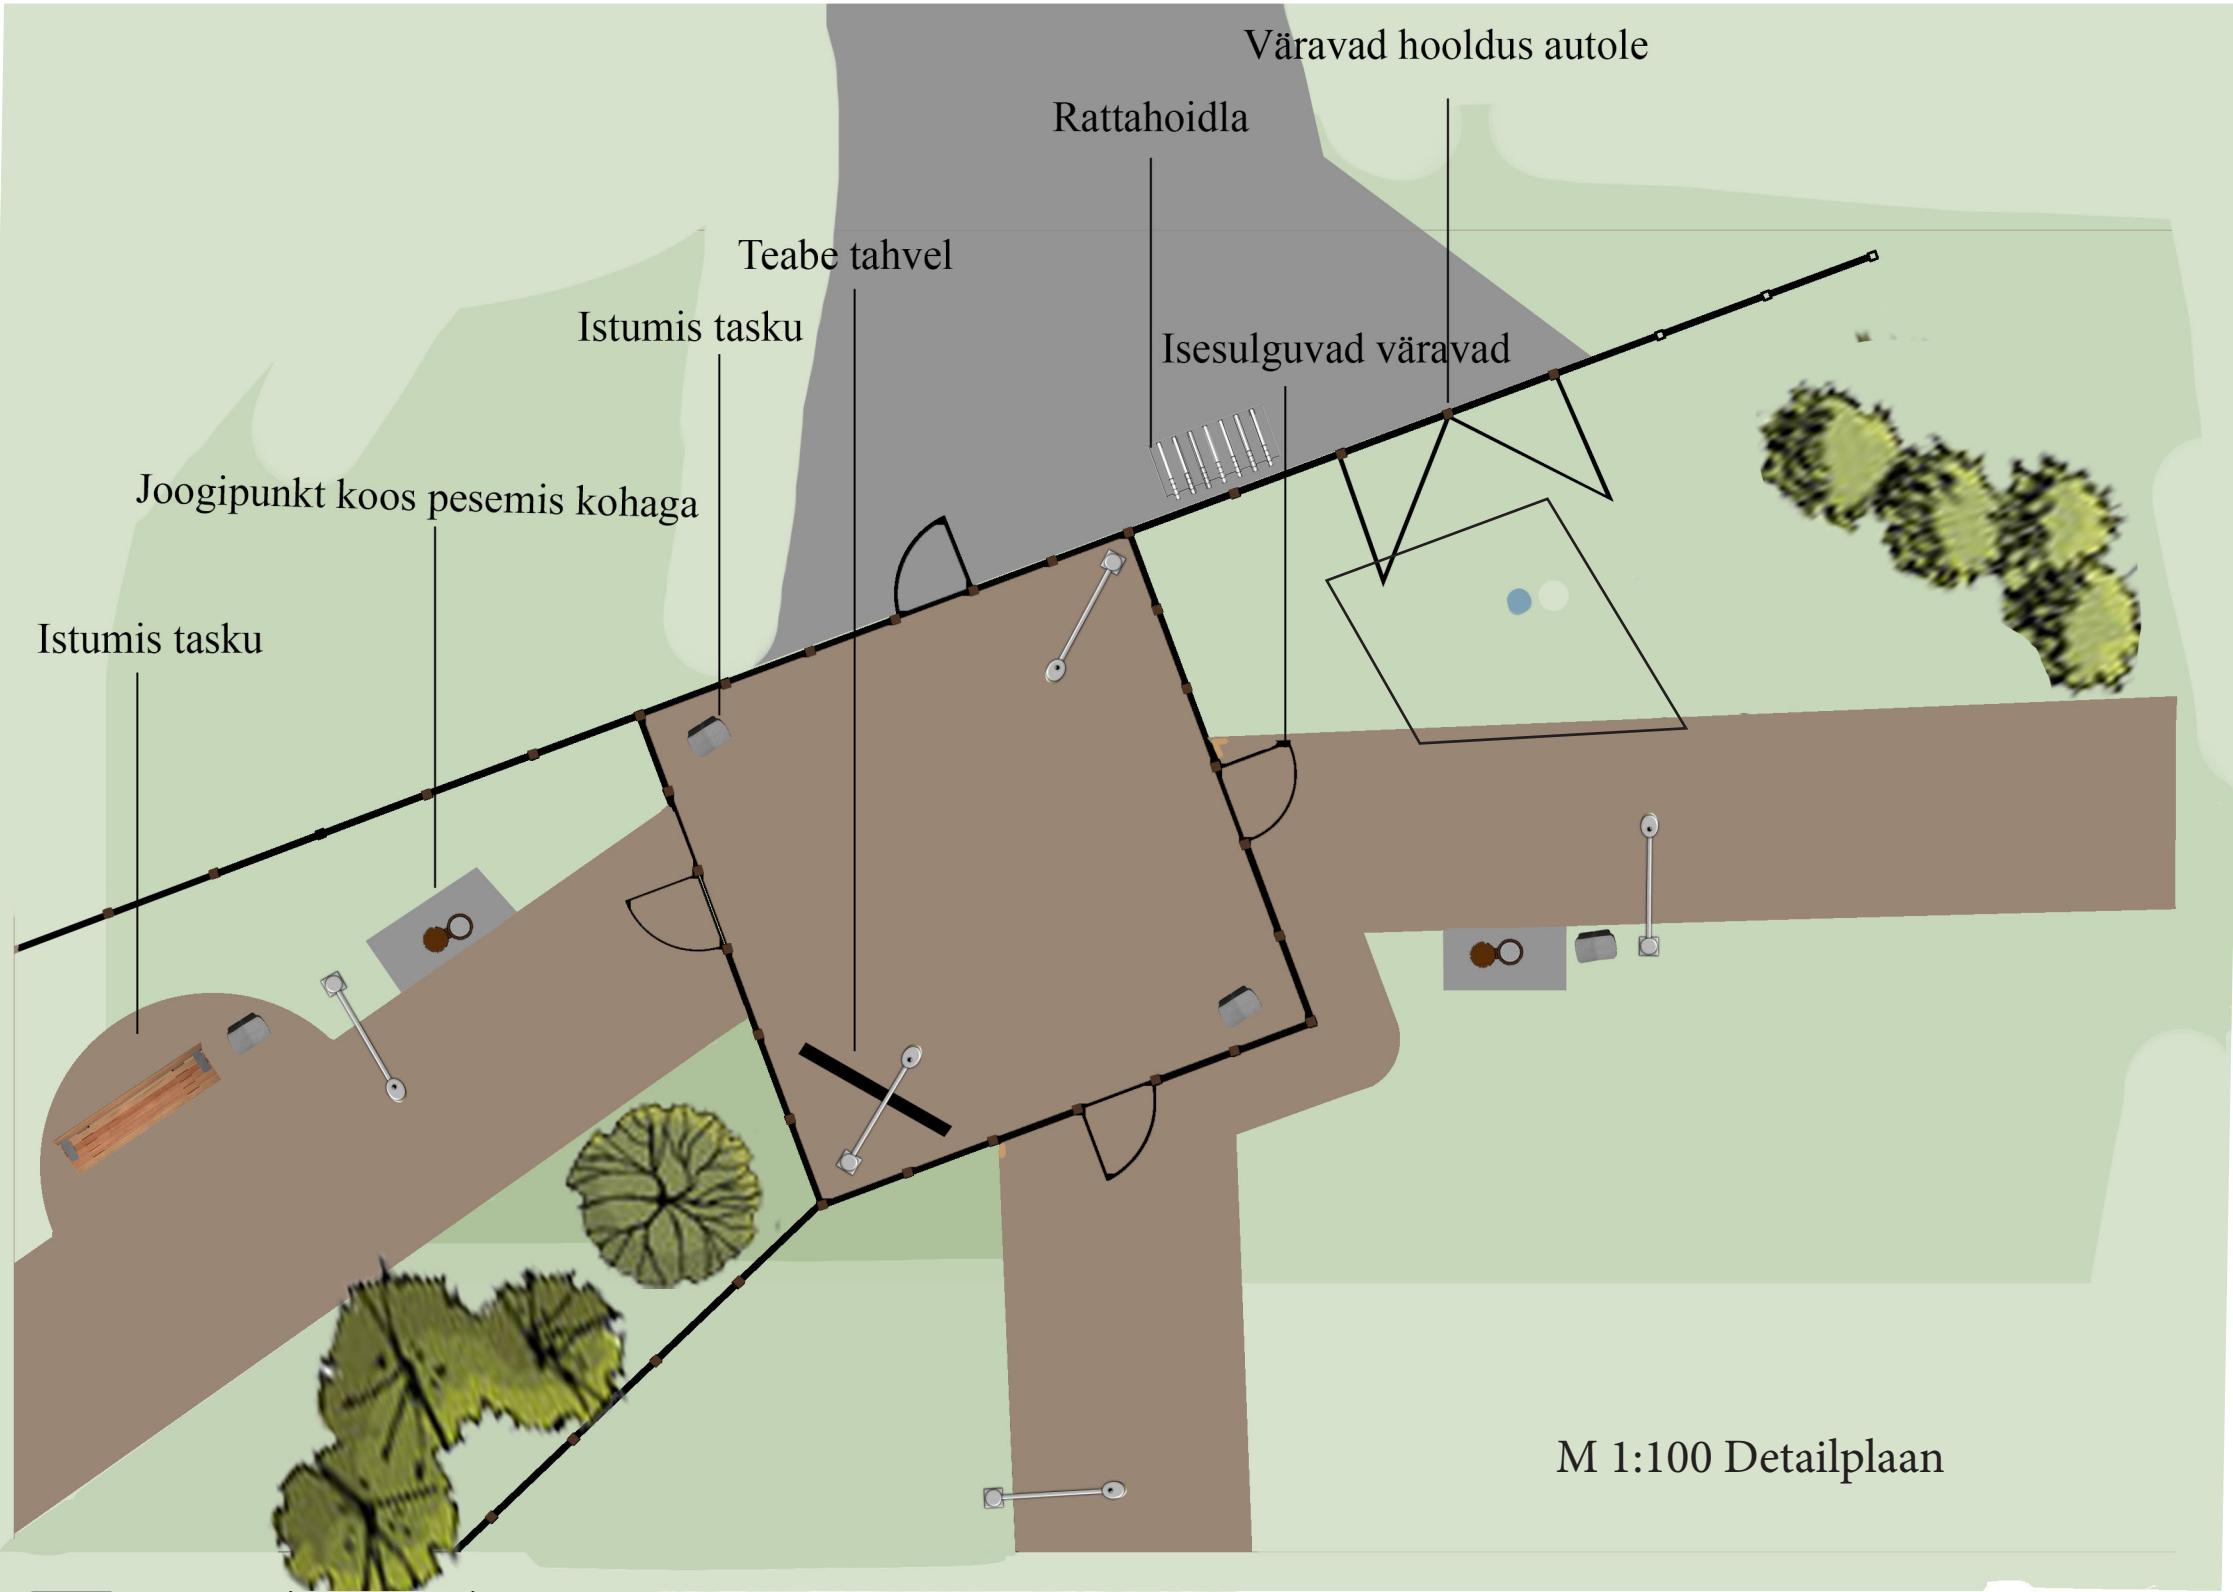 Väravad hooldus autole
Rattahoidla
Teabe tahvel
Istumis tasku
Isesulguvad väravad
Joogipunkt koos pesemis kohaga
Istumis tasku
M 1:100 Detailplaan